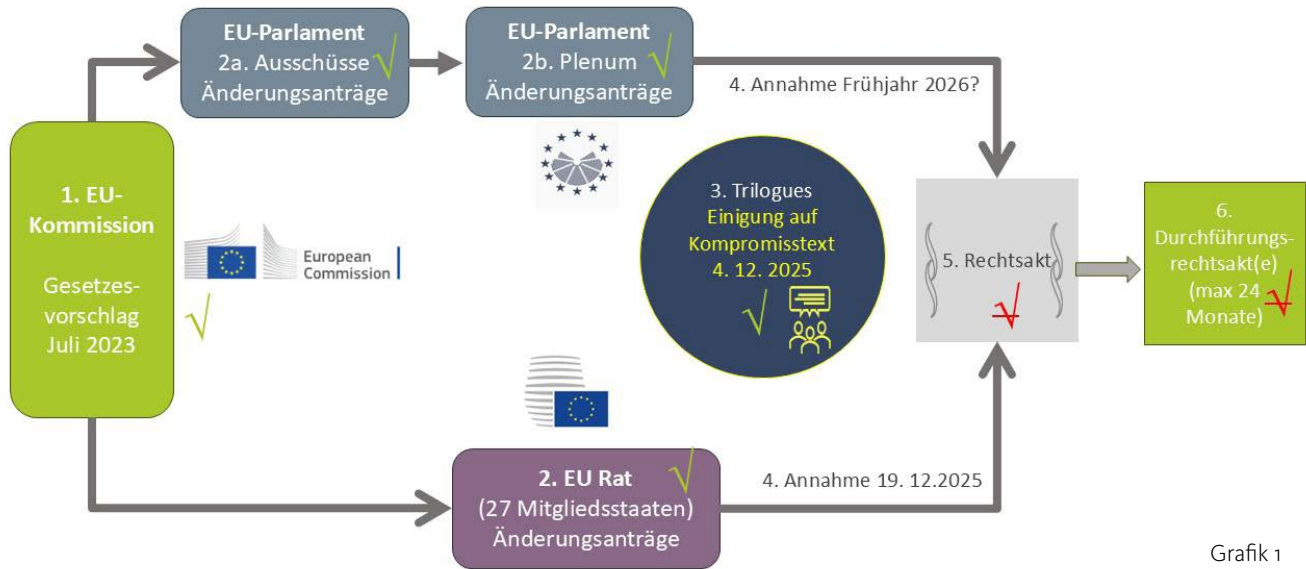 EU-Parlament
2a. Ausschüsse
Änderungsanträge
EU-Parlament
2b. Plenum
Änderungsanträge
4. Annahme Frühjahr 2026?
1. EU-
Kommission
Gesetzes-
vorschlag
Juli 2023
European
Commission
3. Trilogues
Einigung auf
Kompromisstext
4. 12. 2025
5. Rechtsakt
6.
Durchführungs-
rechtsakt(e)
(max 24
Monate)
2. EU Rat
(27 Mitgliedsstaaten)
Änderungsanträge
4. Annahme 19. 12.2025
Grafik 1